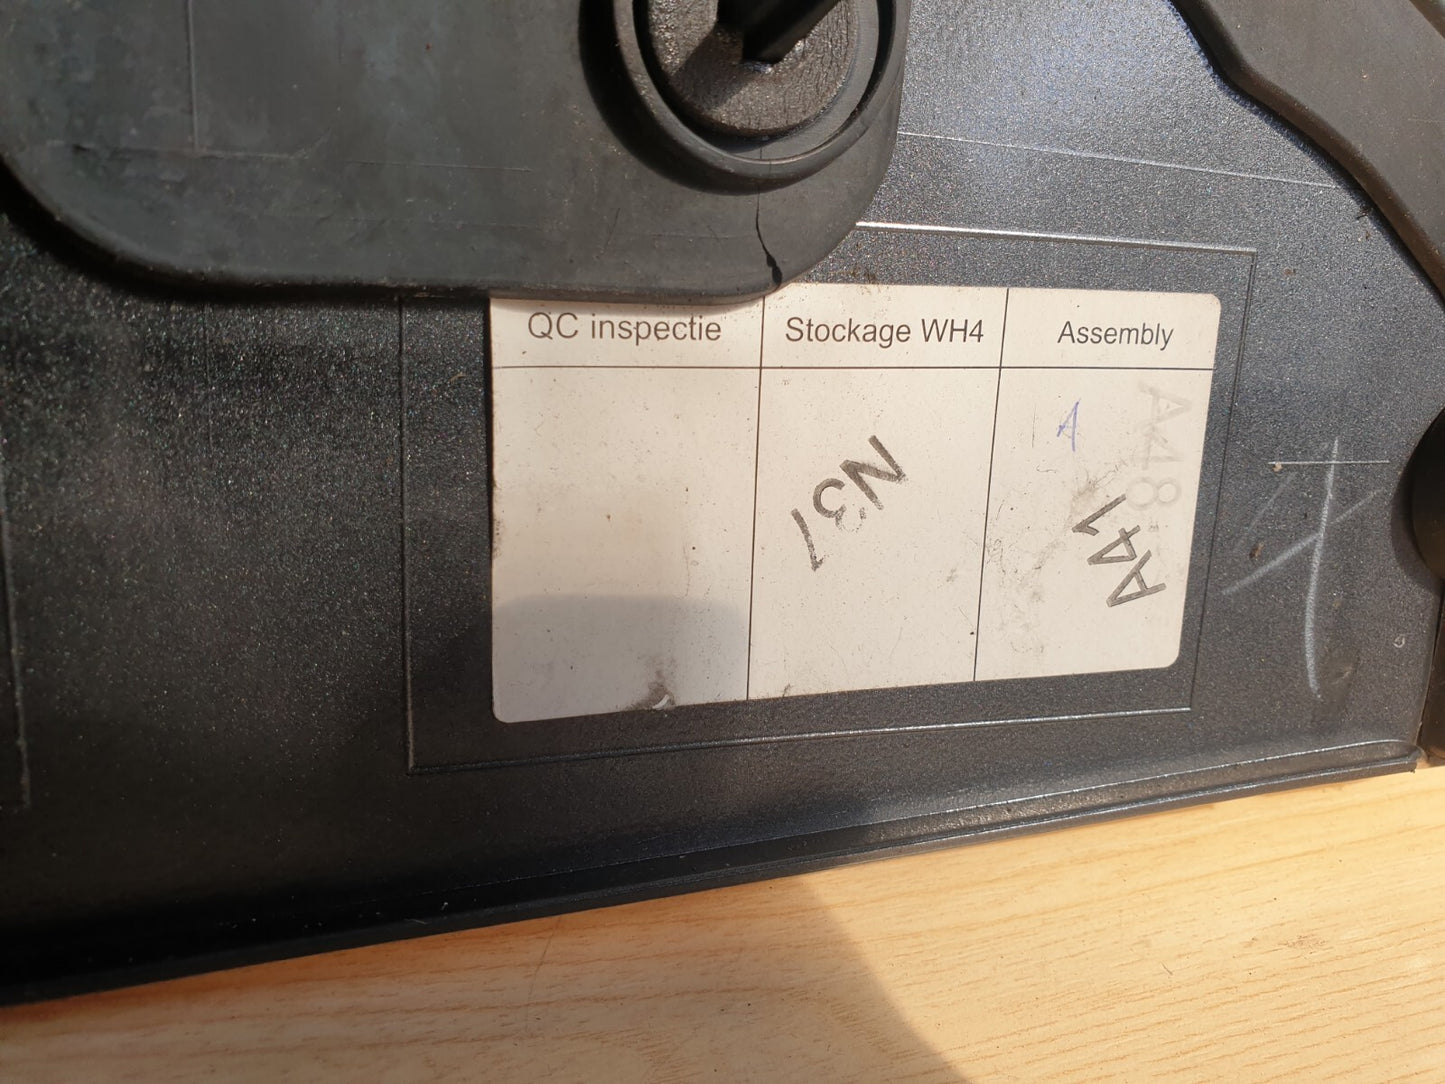 QC inspectie
Stockage WH4
Assembly
N37
A
A48
A41